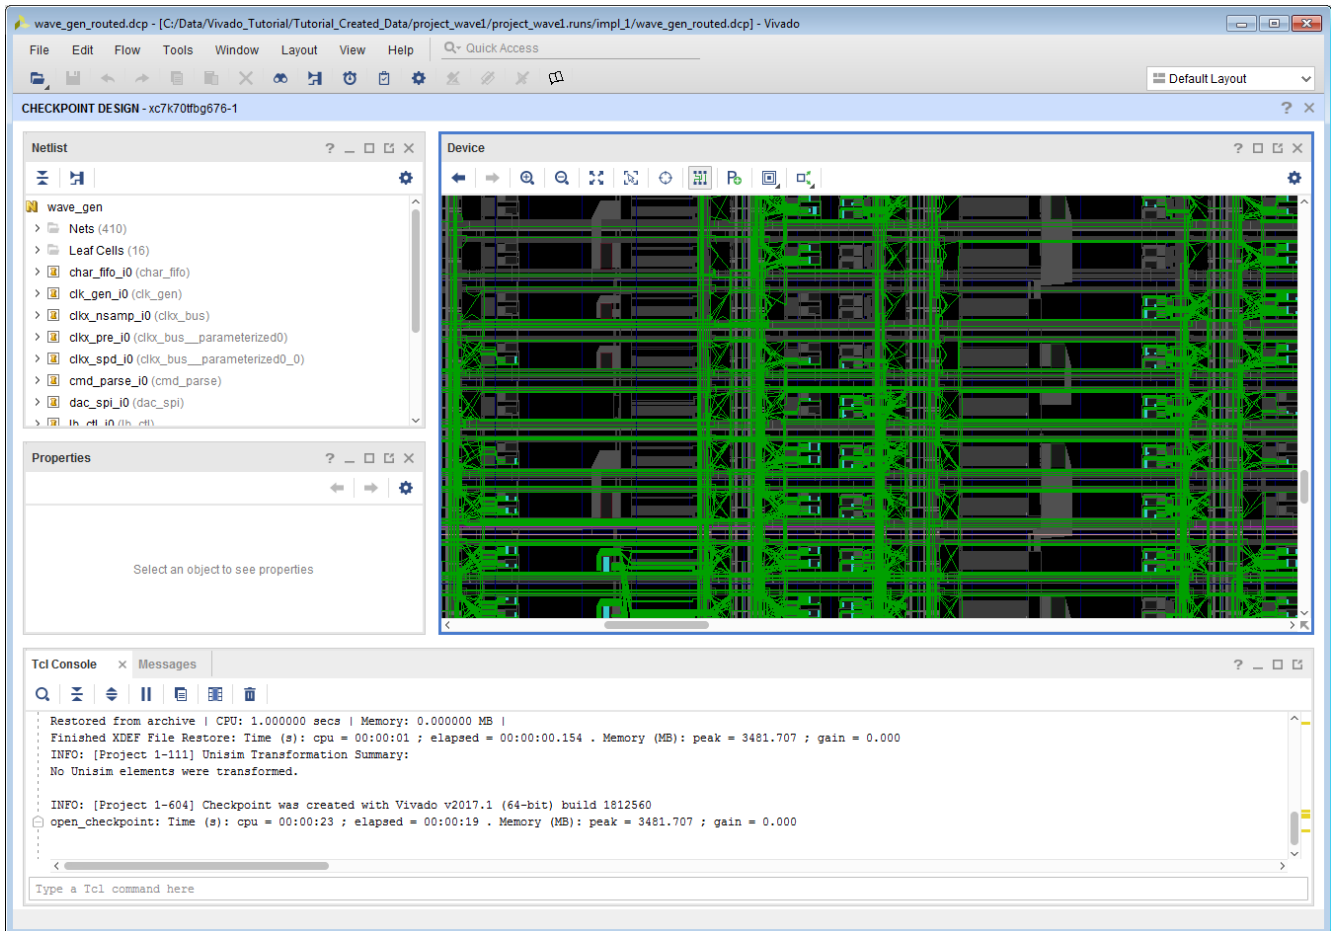 wave_gen_routed.dcp - [C:/Data/Vivado_Tutorial/Tutorial_Created_Data/project_wave1/project_wave1.runs/impl_1/wave_gen_routed.dcp] - Vivado
File Edit Flow Tools Window Layout View Help Quick Access
Default Layout
CHECKPOINT DESIGN - xc7k70tfbg676-1
Netlist
wave_gen
Nets (410)
Leaf Cells (16)
char_fifo_i0 (char_fifo)
clk_gen_i0 (clk_gen)
clkx_nsamp_i0 (clkx_bus)
clkx_pre_i0 (clkx_bus__parameterized0)
clkx_spd_i0 (clkx_bus__parameterized0_0)
cmd_parse_i0 (cmd_parse)
dac_spi_i0 (dac_spi)
Properties
Select an object to see properties
Device
Tcl Console Messages
Restored from archive | CPU: 1.000000 secs | Memory: 0.000000 MB |
Finished XDEF File Restore: Time (s): cpu = 00:00:01 ; elapsed = 00:00:00.154 . Memory (MB): peak = 3481.707 ; gain = 0.000
INFO: [Project 1-111] Unisim Transformation Summary:
No Unisim elements were transformed.
INFO: [Project 1-604] Checkpoint was created with Vivado v2017.1 (64-bit) build 1812560
open_checkpoint: Time (s): cpu = 00:00:23 ; elapsed = 00:00:19 . Memory (MB): peak = 3481.707 ; gain = 0.000
Type a Tcl command here